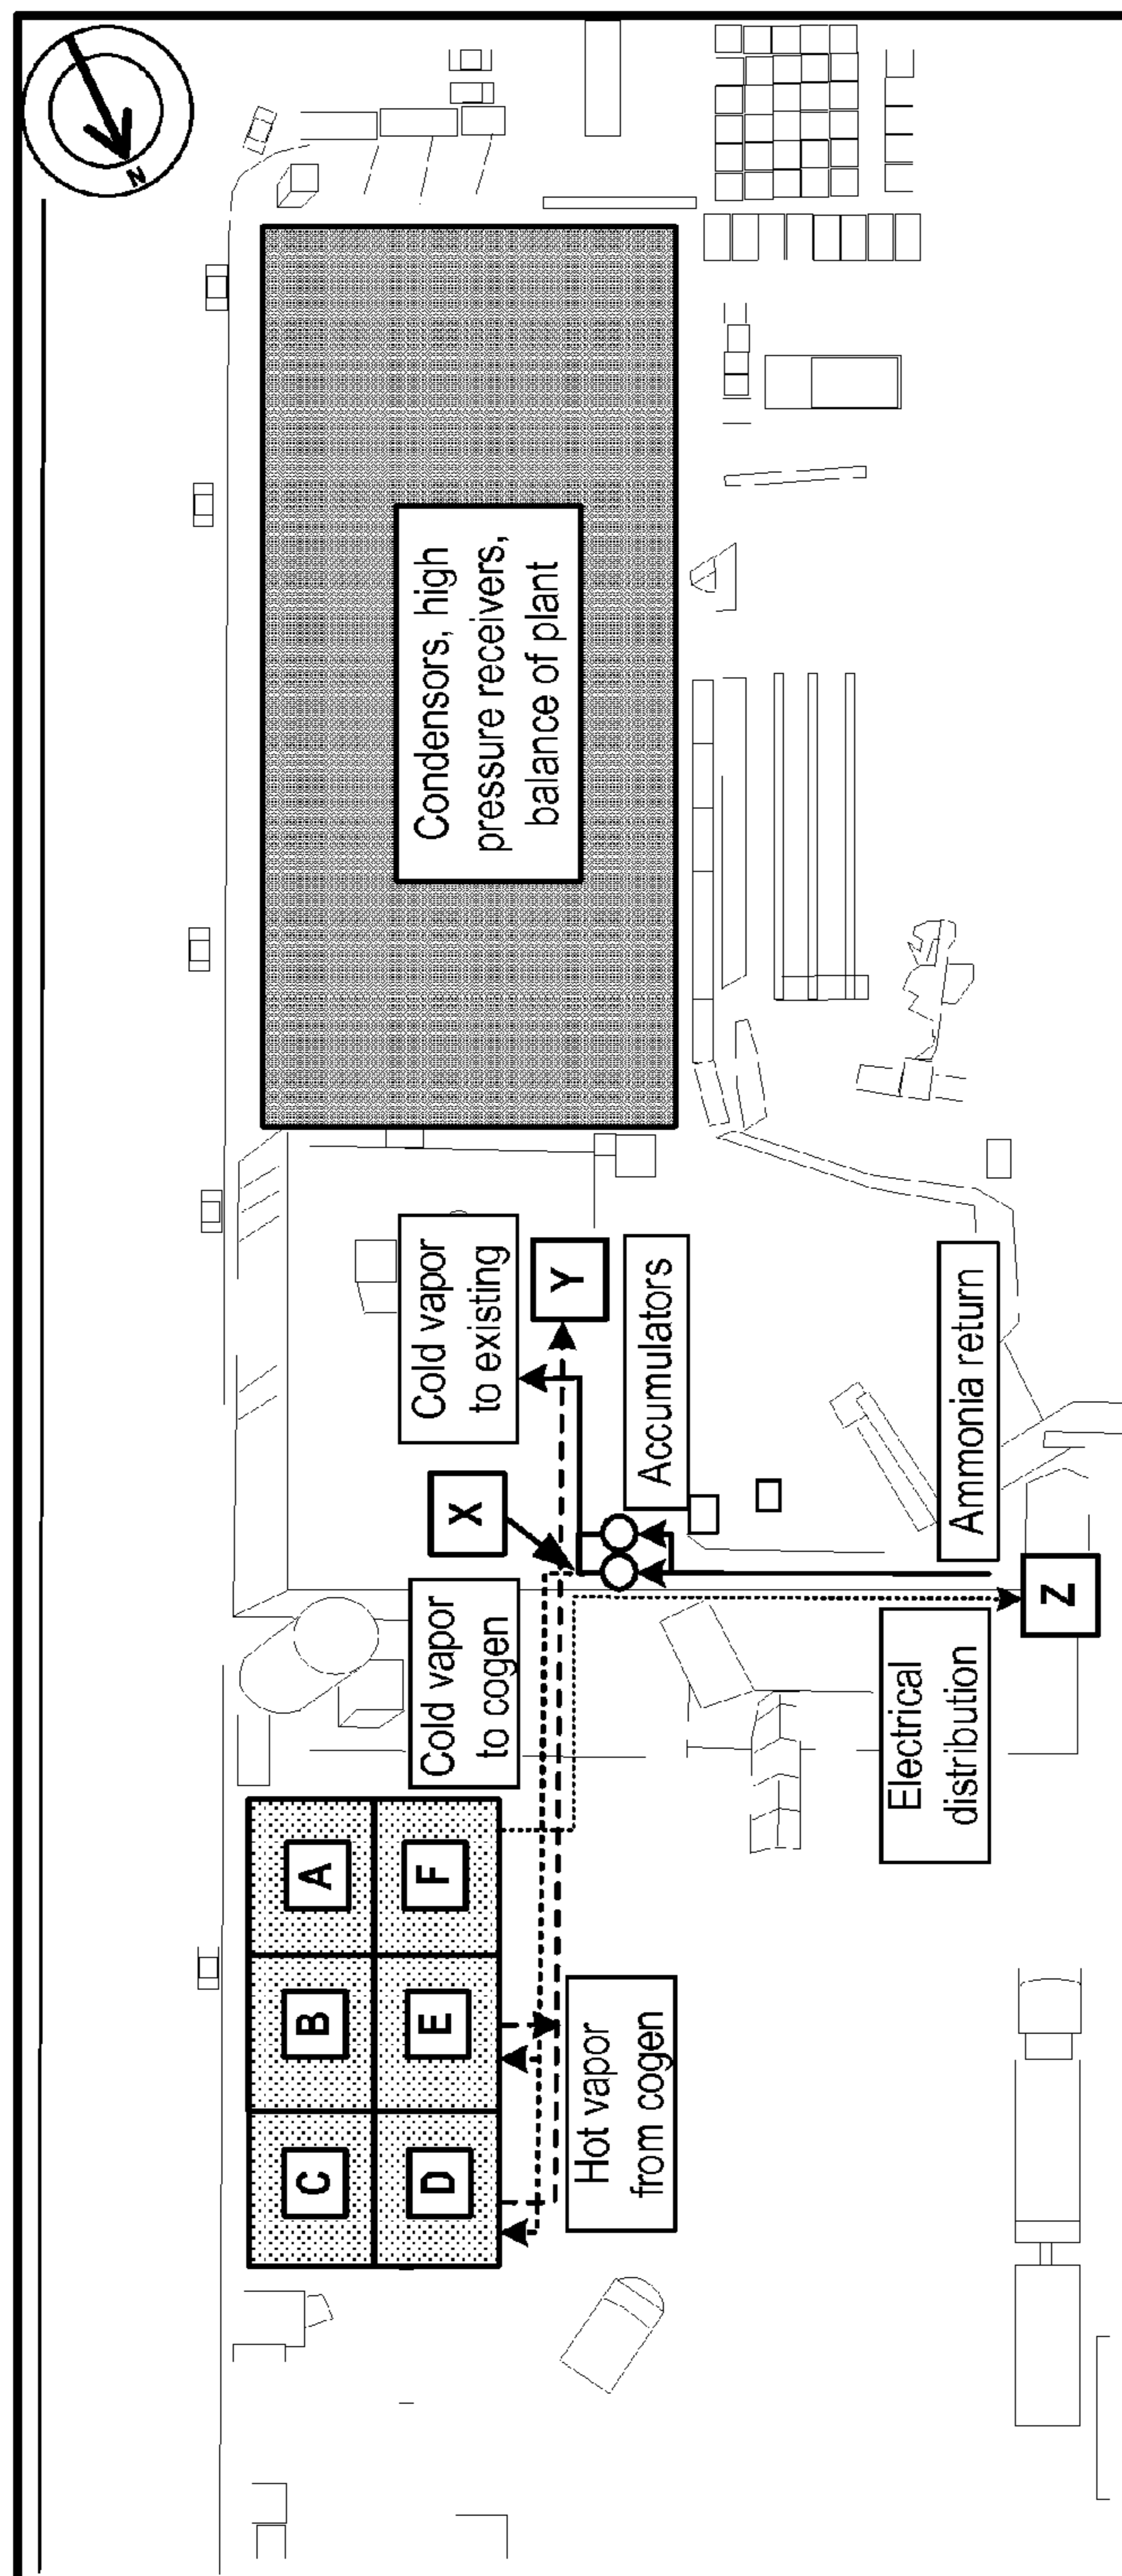 N
Condensors, high
pressure receivers,
balance of plant
Cold vapor
to existing
Y
Accumulators
Ammonia return
X
Z
Cold vapor
to cogen
Electrical
distribution
A
F
B
E
C
D
Hot vapor
from cogen